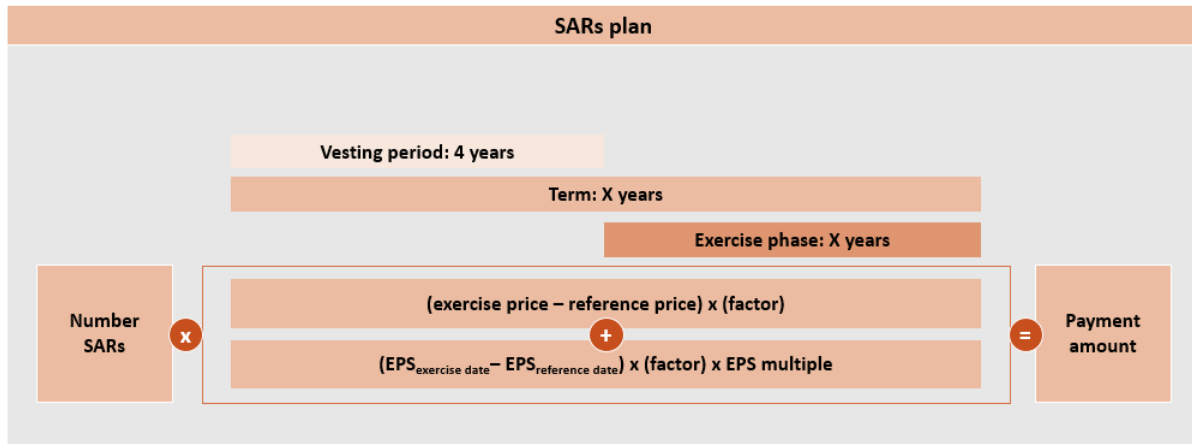 SARs plan
Vesting period: 4 years
Term: X years
Exercise phase: X years
Number
SARs
x
(exercise price – reference price) x (factor)
+
(EPSexercise date– EPSreference date) x (factor) x EPS multiple
=
Payment
amount